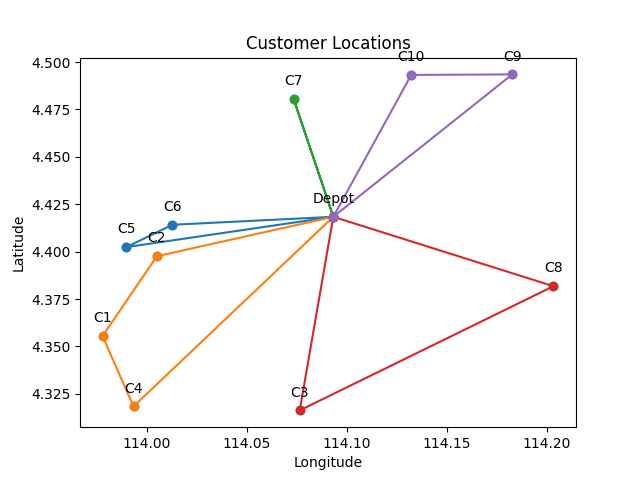 Customer Locations
4.500
4.475
4.450
4.425
4.400
4.375
4.350
4.325
Latitude
C10
C9
C7
Depot
C6
C5
C2
C8
C1
C4
C3
114.00
114.05
114.10
114.15
114.20
Longitude